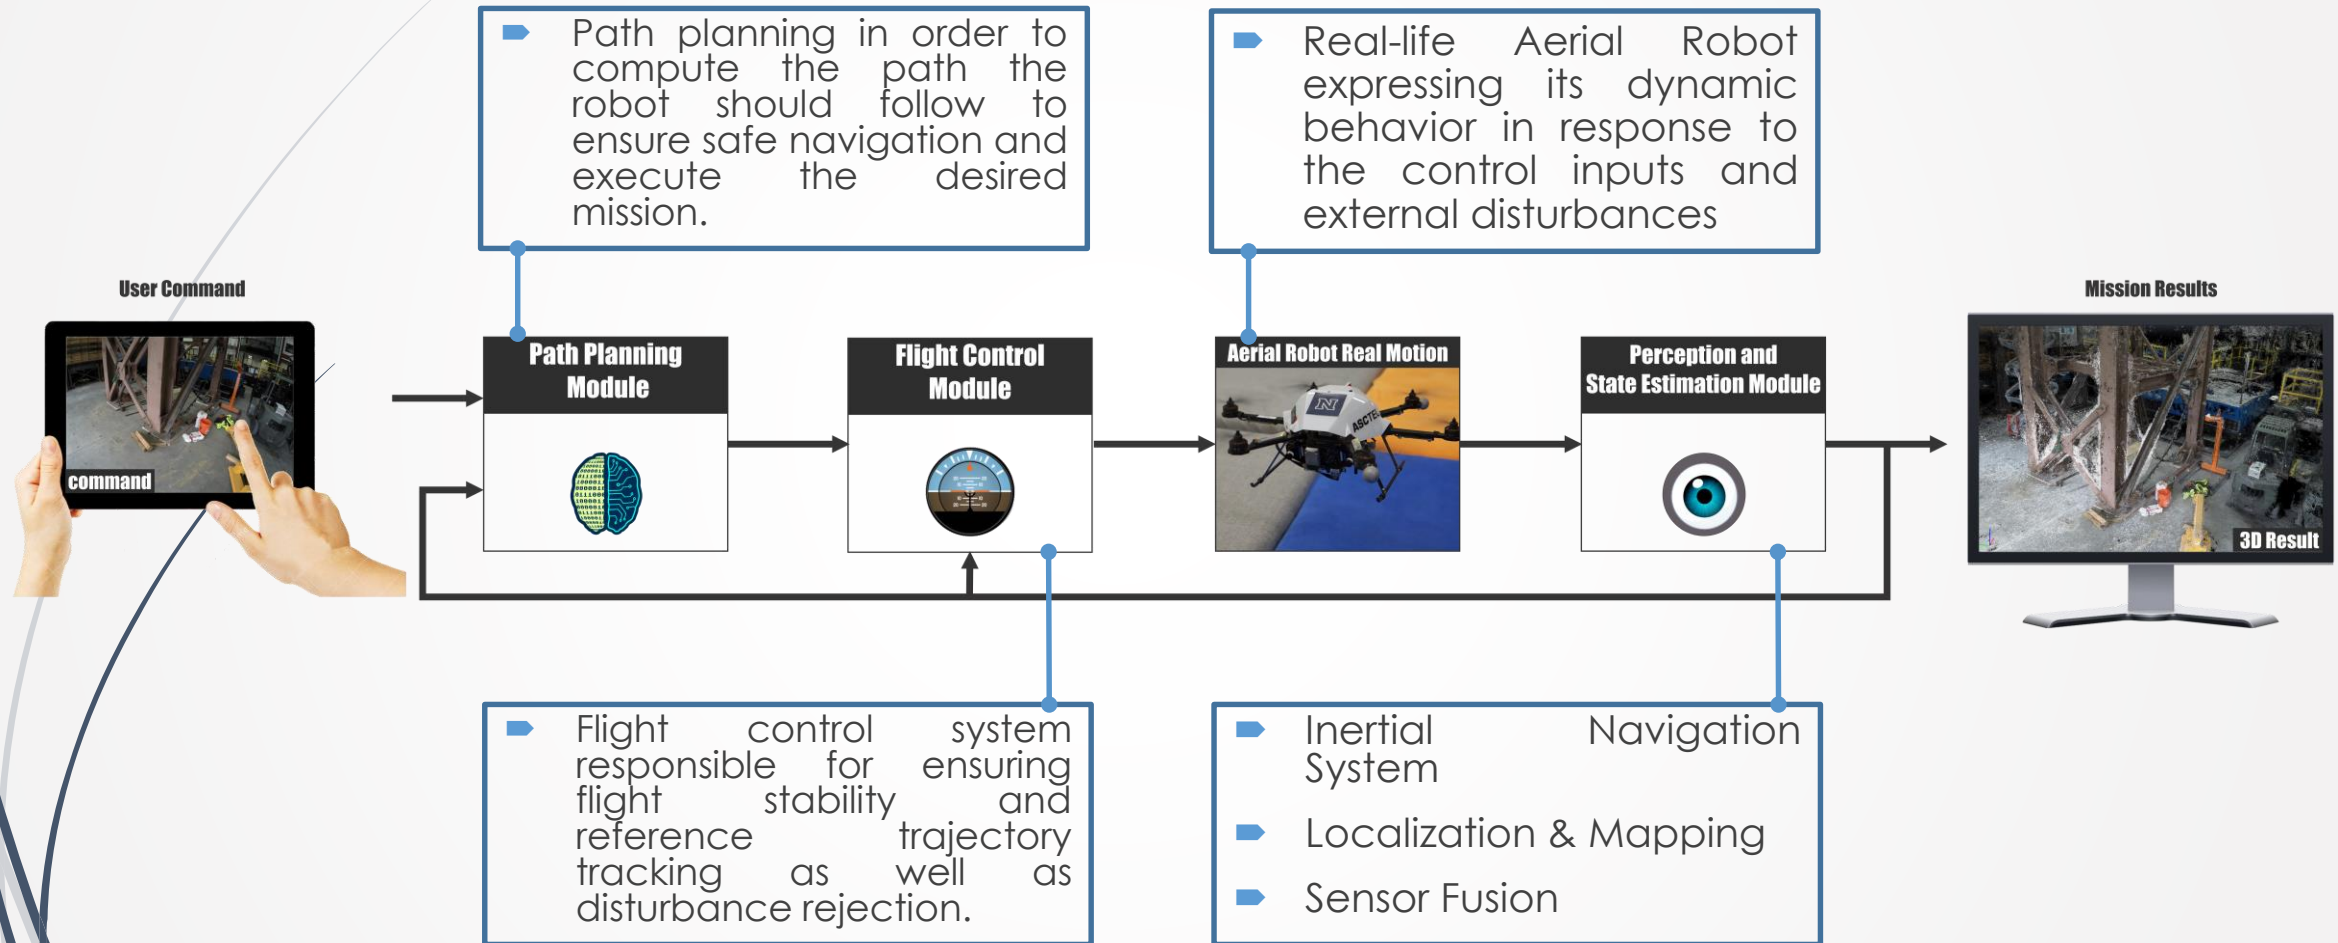 Path planning in order to
compute the path the
robot should follow to
ensure safe navigation and
execute the desired
mission.
Real-life Aerial Robot
expressing its dynamic
behavior in response to
the control inputs and
external disturbances
User Command
command
Path Planning
Module
Flight Control
Module
Aerial Robot Real Motion
N
ASCTEC
Perception and
State Estimation Module
Mission Results
3D Result
Flight control system
responsible for ensuring
flight stability and
reference trajectory
tracking as well as
disturbance rejection.
Inertial Navigation
System
Localization & Mapping
Sensor Fusion